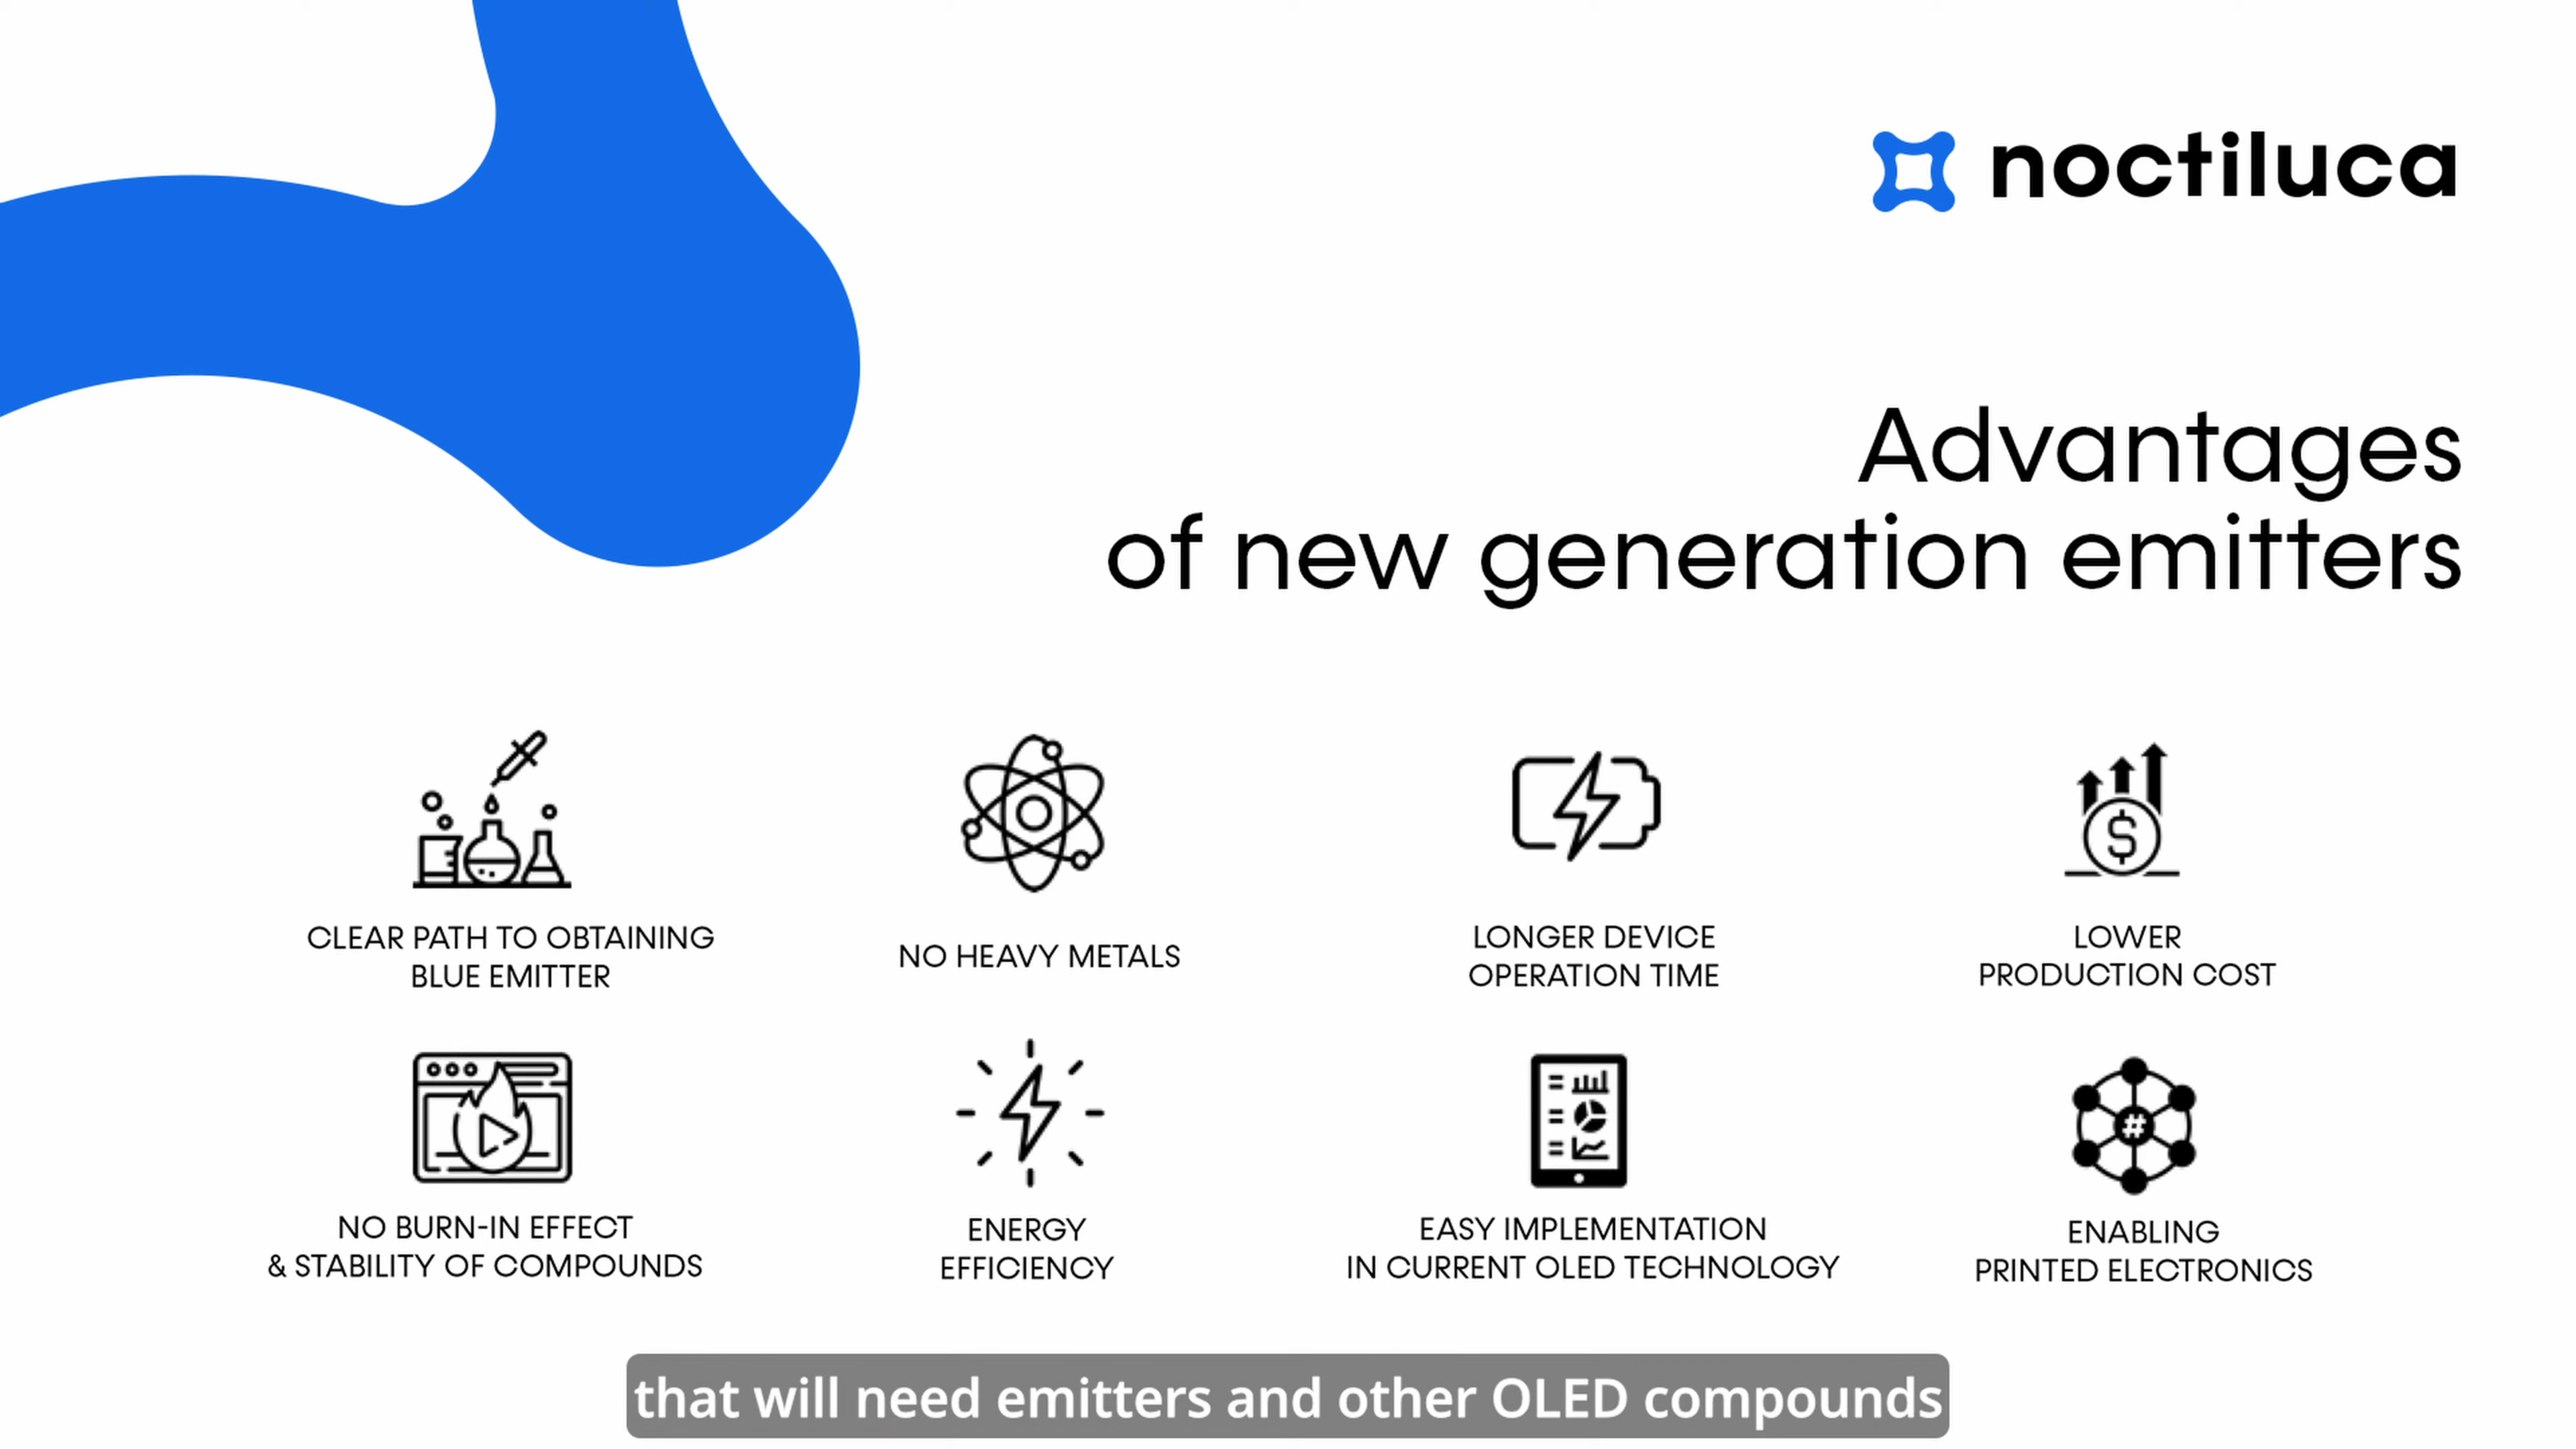 noctiluca
Advantages
of new generation emitters
CLEAR PATH TO OBTAINING
BLUE EMITTER
NO HEAVY METALS
LONGER DEVICE
OPERATION TIME
$
LOWER
PRODUCTION COST
NO BURN-IN EFFECT
& STABILITY OF COMPOUNDS
ENERGY
EFFICIENCY
EASY IMPLEMENTATION
IN CURRENT OLED TECHNOLOGY
#
ENABLING
PRINTED ELECTRONICS
that will need emitters and other OLED compounds